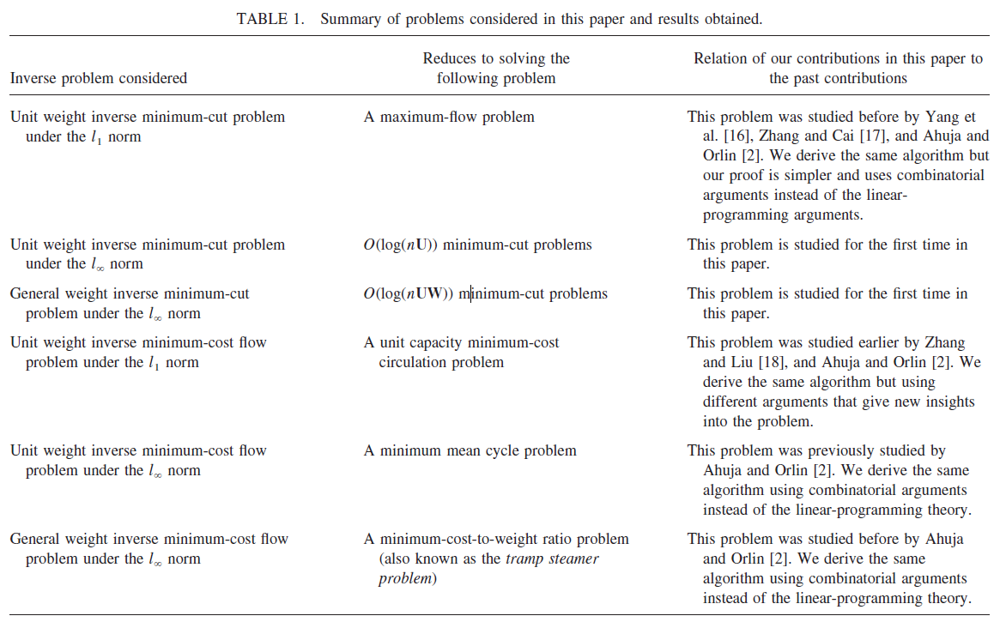 TABLE 1. Summary of problems considered in this paper and results obtained.
Inverse problem considered
Reduces to solving the
following problem
Relation of our contributions in this paper to
the past contributions
Unit weight inverse minimum-cut problem
under the l₁ norm
A maximum-flow problem
This problem was studied before by Yang et
al. [16], Zhang and Cai [17], and Ahuja and
Orlin [2]. We derive the same algorithm but
our proof is simpler and uses combinatorial
arguments instead of the linear-
programming arguments.
Unit weight inverse minimum-cut problem
under the l∞ norm
O(log(nU)) minimum-cut problems
This problem is studied for the first time in
this paper.
General weight inverse minimum-cut
problem under the l∞ norm
O(log(nUW)) minimum-cut problems
This problem is studied for the first time in
this paper.
Unit weight inverse minimum-cost flow
problem under the l₁ norm
A unit capacity minimum-cost
circulation problem
This problem was studied earlier by Zhang
and Liu [18], and Ahuja and Orlin [2]. We
derive the same algorithm but using
different arguments that give new insights
into the problem.
Unit weight inverse minimum-cost flow
problem under the l∞ norm
A minimum mean cycle problem
This problem was previously studied by
Ahuja and Orlin [2]. We derive the same
algorithm using combinatorial arguments
instead of the linear-programming theory.
General weight inverse minimum-cost flow
problem under the l∞ norm
A minimum-cost-to-weight ratio problem
(also known as the tramp steamer
problem)
This problem was studied before by Ahuja
and Orlin [2]. We derive the same
algorithm using combinatorial arguments
instead of the linear-programming theory.